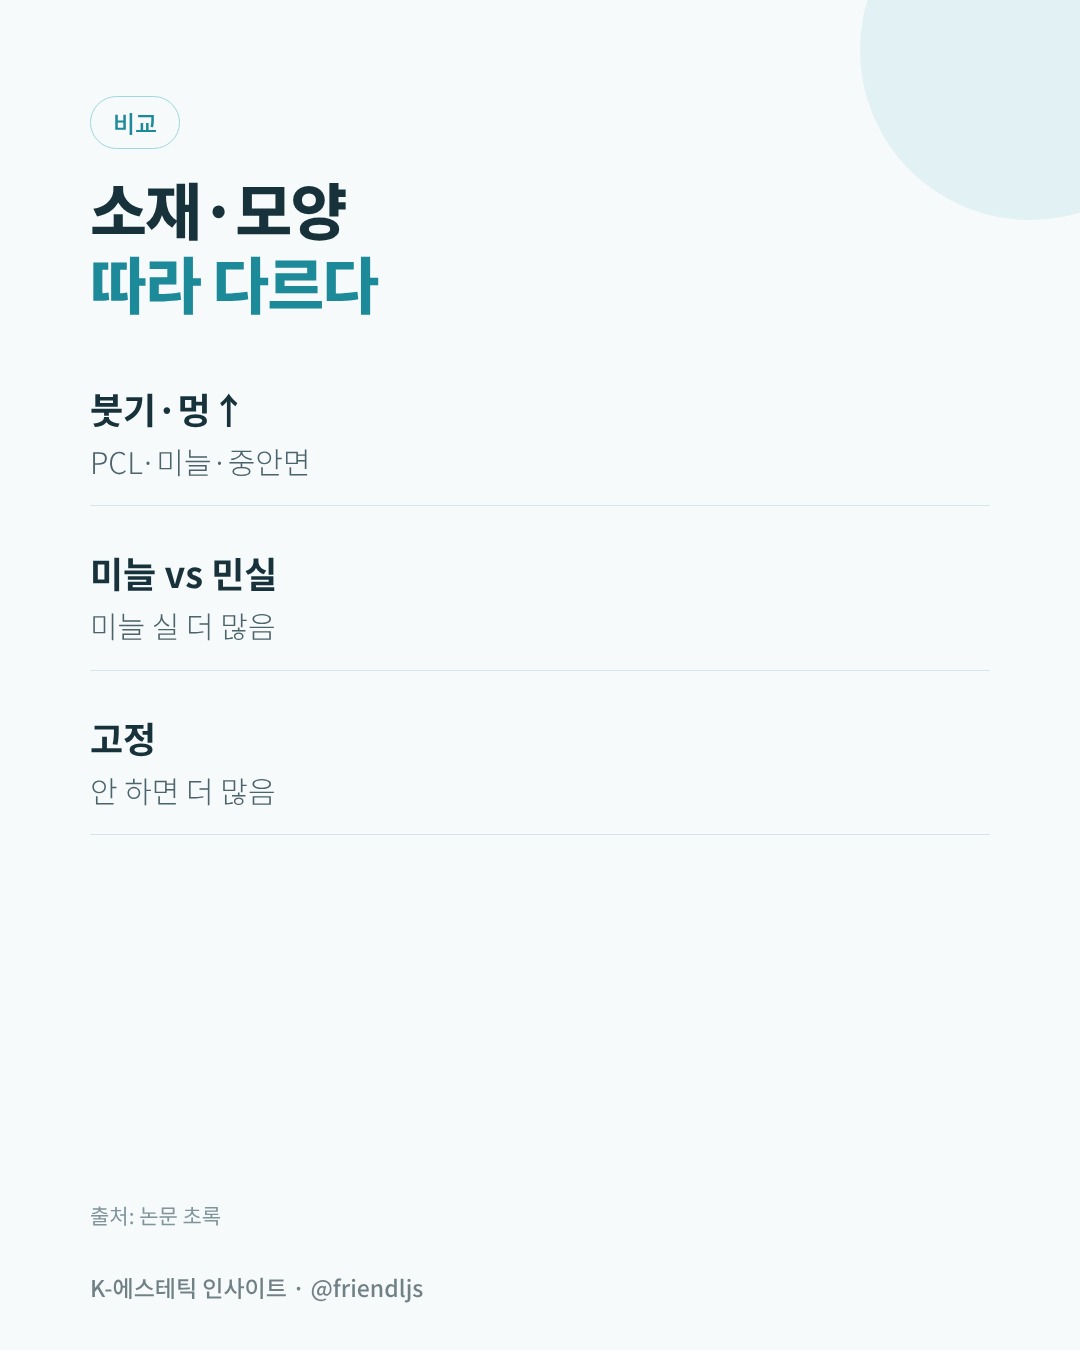 비교
소재·모양
따라 다르다
붓기·멍↑
PCL·미늘·중안면
미늘 vs 민실
미늘 실 더 많음
고정
안 하면 더 많음
출처: 논문 초록
K-에스테틱 인사이트 · @friendljs